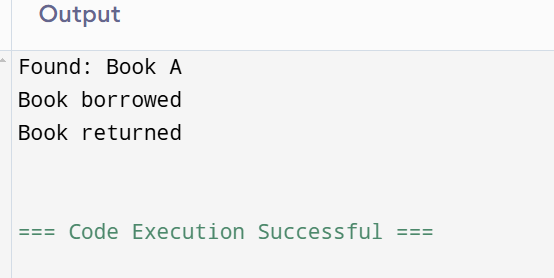 Output
Found: Book A
Book borrowed
Book returned
=== Code Execution Successful ===